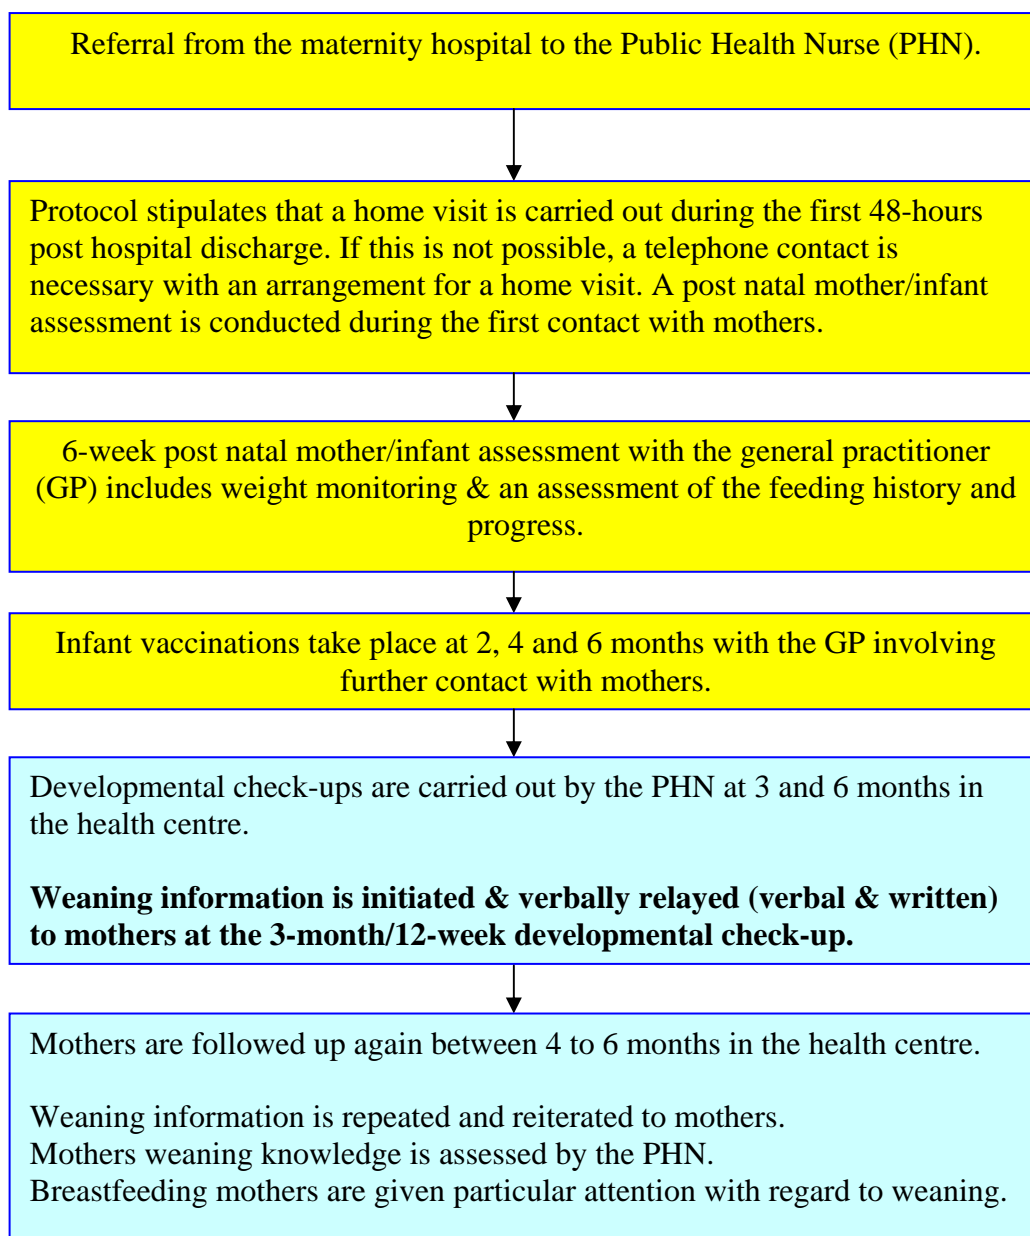 Referral from the maternity hospital to the Public Health Nurse (PHN).
Protocol stipulates that a home visit is carried out during the first 48-hours
post hospital discharge. If this is not possible, a telephone contact is
necessary with an arrangement for a home visit. A post natal mother/infant
assessment is conducted during the first contact with mothers.
6-week post natal mother/infant assessment with the general practitioner
(GP) includes weight monitoring & an assessment of the feeding history and
progress.
Infant vaccinations take place at 2, 4 and 6 months with the GP involving
further contact with mothers.
Developmental check-ups are carried out by the PHN at 3 and 6 months in
the health centre.
Weaning information is initiated & verbally relayed (verbal & written)
to mothers at the 3-month/12-week developmental check-up.
Mothers are followed up again between 4 to 6 months in the health centre.
Weaning information is repeated and reiterated to mothers.
Mothers weaning knowledge is assessed by the PHN.
Breastfeeding mothers are given particular attention with regard to weaning.